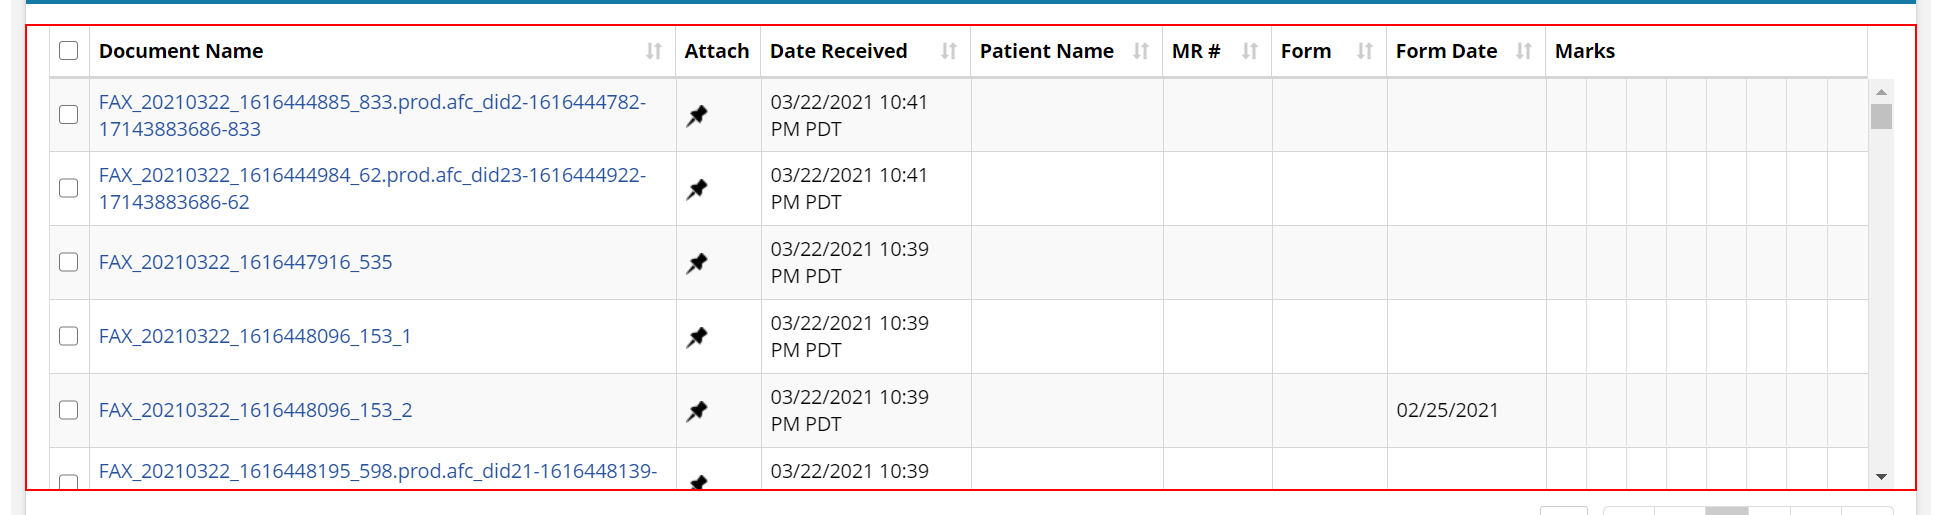 Document Name Attach Date Received Patient Name MR # Form Form Date Marks
FAX_20210322_1616444885_833.prod.afc_did2-1616444782-
17143883686-833
03/22/2021 10:41
PM PDT
FAX_20210322_1616444984_62.prod.afc_did23-1616444922-
17143883686-62
03/22/2021 10:41
PM PDT
FAX_20210322_1616447916_535
03/22/2021 10:39
PM PDT
FAX_20210322_1616448096_153_1
03/22/2021 10:39
PM PDT
FAX_20210322_1616448096_153_2
03/22/2021 10:39
PM PDT
02/25/2021
FAX_20210322_1616448195_598.prod.afc_did21-1616448139-
03/22/2021 10:39